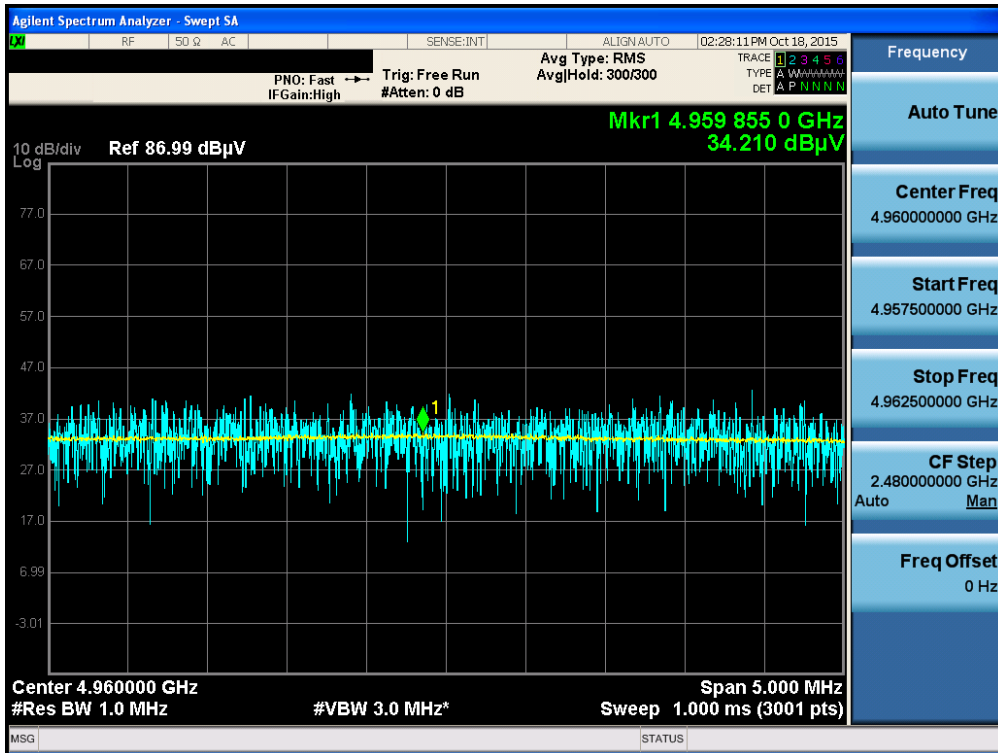 Agilent Spectrum Analyzer - Swept SA
LXI RF 50 Ω AC SENSE:INT ALIGN AUTO 02:28:11 PM Oct 18, 2015
Frequency
Avg Type: RMS TRACE 1 2 3 4 5 6
PNO: Fast Trig: Free Run Avg|Hold: 300/300 TYPE A WWWWW
IFGain:High #Atten: 0 dB DET A P N N N N
Auto Tune
Mkr1 4.959 855 0 GHz
34.210 dBµV
10 dB/div Ref 86.99 dBµV
Log
Center Freq
4.960000000 GHz
77.0
67.0
Start Freq
4.957500000 GHz
57.0
47.0
Stop Freq
4.962500000 GHz
37.0
1
27.0
CF Step
2.480000000 GHz
Auto Man
17.0
Freq Offset
0 Hz
6.99
-3.01
Center 4.960000 GHz Span 5.000 MHz
#Res BW 1.0 MHz #VBW 3.0 MHz* Sweep 1.000 ms (3001 pts)
MSG STATUS